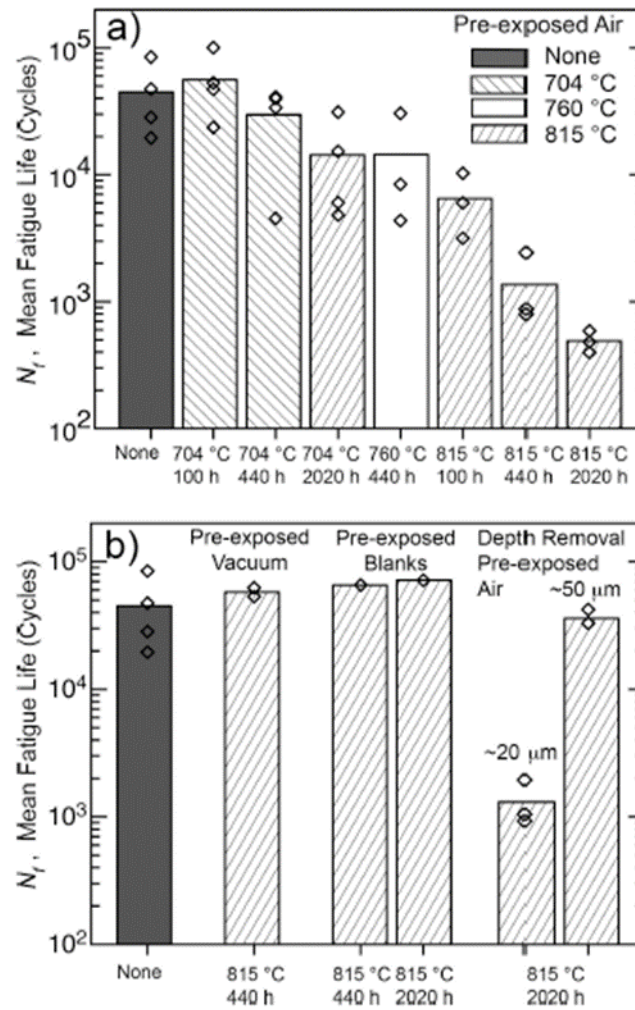 a)
Pre-exposed Air
None
704 °C
760 °C
815 °C
N_f , Mean Fatigue Life (Cycles)
10^5
10^4
10^3
10^2
None
704 °C 704 °C 704 °C 760 °C 815 °C 815 °C 815 °C
100 h 440 h 2020 h 440 h 100 h 440 h 2020 h
b)
Pre-exposed Pre-exposed Depth Removal
Vacuum Blanks Pre-exposed
Air ~50 μm
~20 μm
N_f , Mean Fatigue Life (Cycles)
10^5
10^4
10^3
10^2
None
815 °C 815 °C 815 °C 815 °C
440 h 440 h 2020 h 2020 h